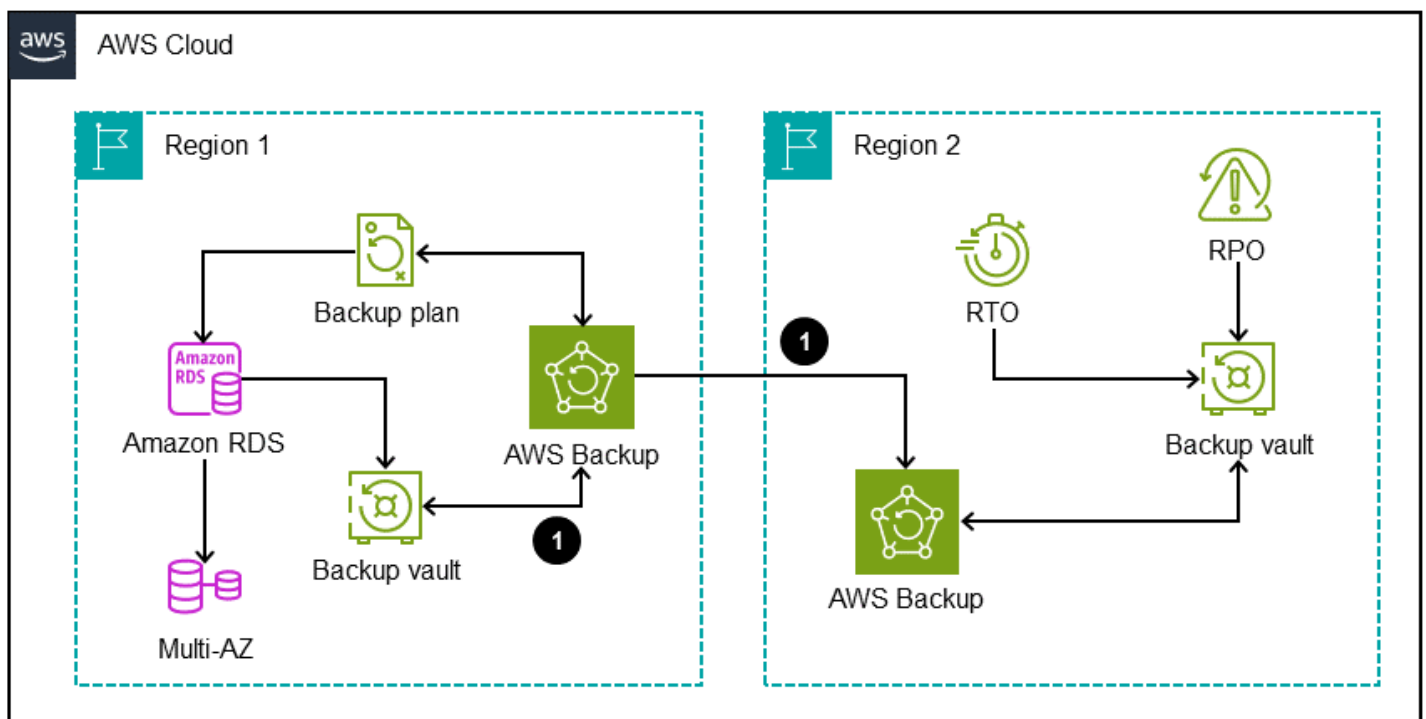 aws
AWS Cloud
Region 1
Region 2
Backup plan
RTO
RPO
1
Amazon
RDS
Amazon RDS
AWS Backup
Backup vault
1
Backup vault
AWS Backup
Multi-AZ